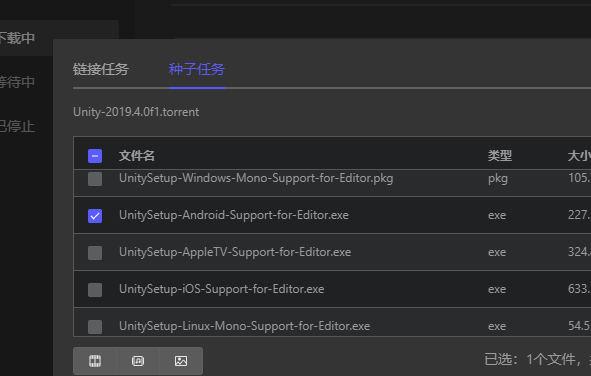 下载中
链接任务 种子任务
等待中
Unity-2019.4.0f1.torrent
已停止
文件名 类型 大小
UnitySetup-Windows-Mono-Support-for-Editor.pkg pkg 105.
UnitySetup-Android-Support-for-Editor.exe exe 227.
UnitySetup-AppleTV-Support-for-Editor.exe exe 324.
UnitySetup-iOS-Support-for-Editor.exe exe 633.
UnitySetup-Linux-Mono-Support-for-Editor.exe exe 54.5
已选：1个文件，